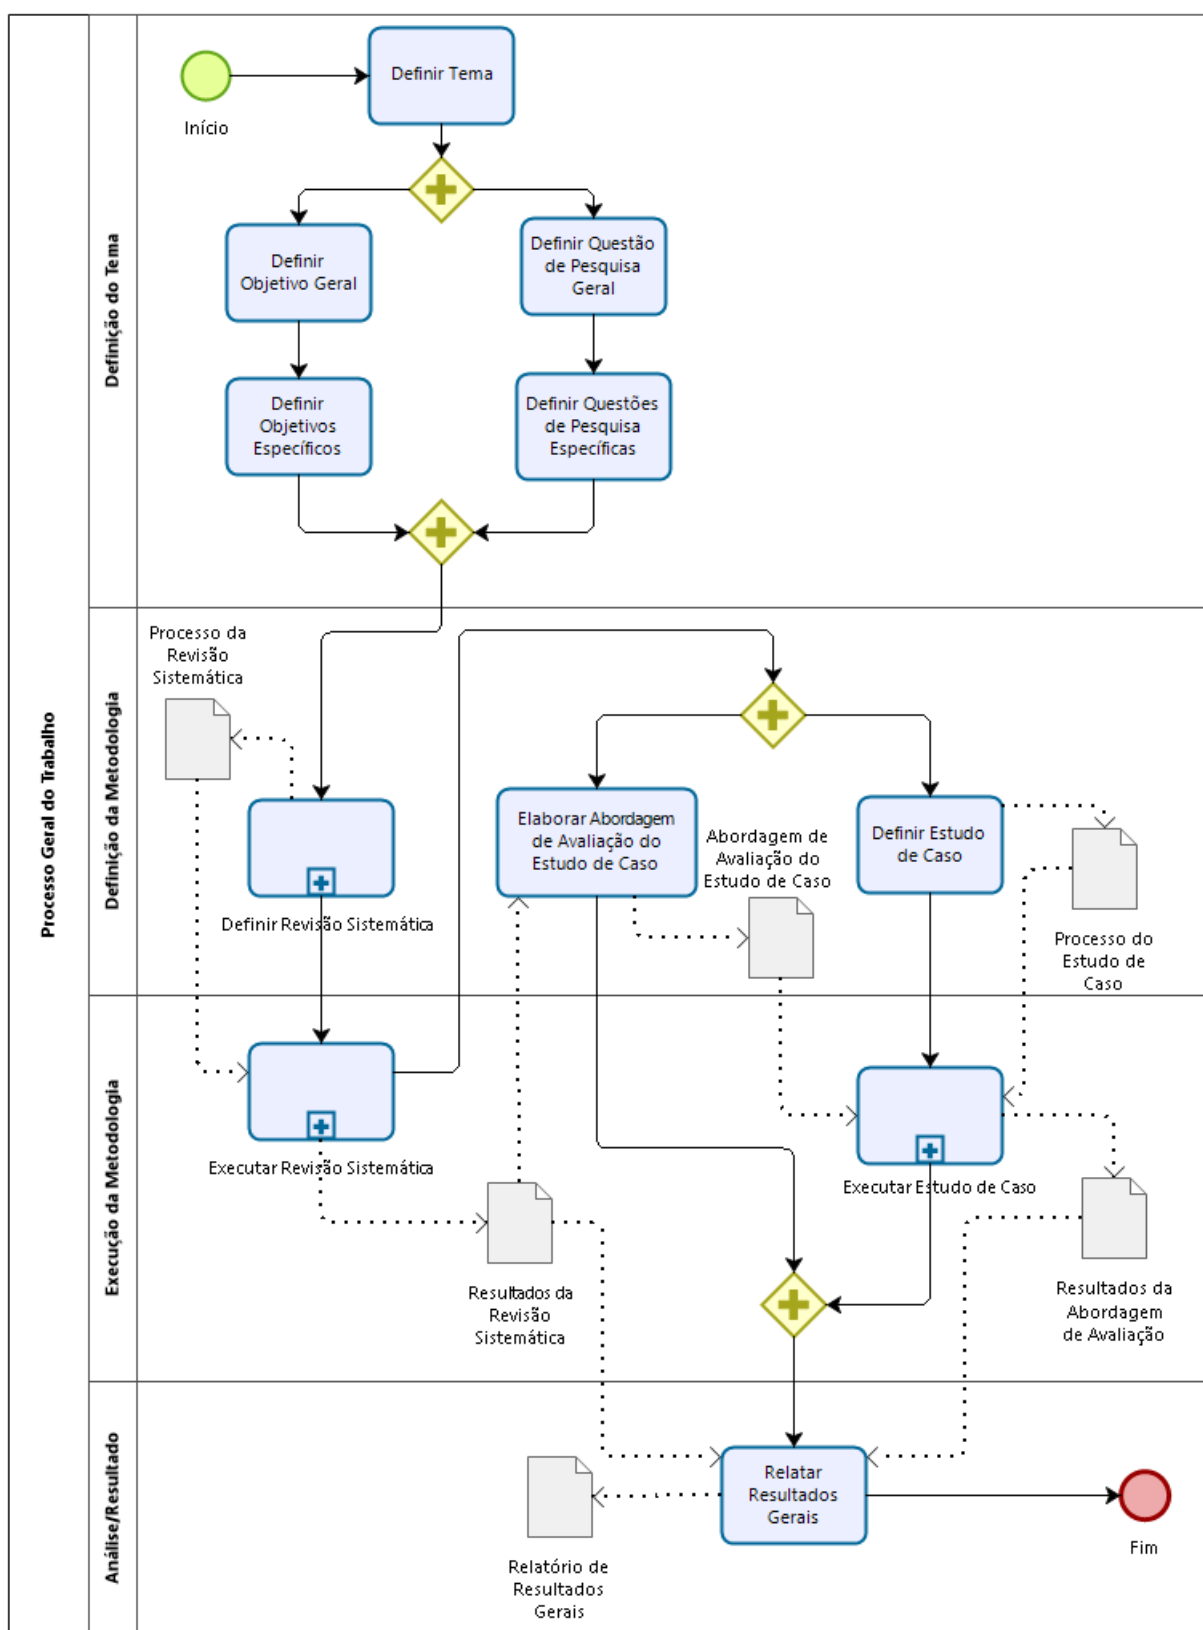 Processo Geral do Trabalho
Definição do Tema
Início
Definir Tema
Definir
Objetivo Geral
Definir Questão
de Pesquisa
Geral
Definir
Objetivos
Específicos
Definir Questões
de Pesquisa
Específicas
Definição da Metodologia
Processo da
Revisão
Sistemática
Definir Revisão Sistemática
Elaborar Abordagem
de Avaliação do
Estudo de Caso
Abordagem de
Avaliação do
Estudo de Caso
Definir Estudo
de Caso
Processo do
Estudo de
Caso
Execução da Metodologia
Executar Revisão Sistemática
Executar Estudo de Caso
Resultados da
Revisão
Sistemática
Resultados da
Abordagem
de Avaliação
Análise/Resultado
Relatar
Resultados
Gerais
Relatório de
Resultados
Gerais
Fim